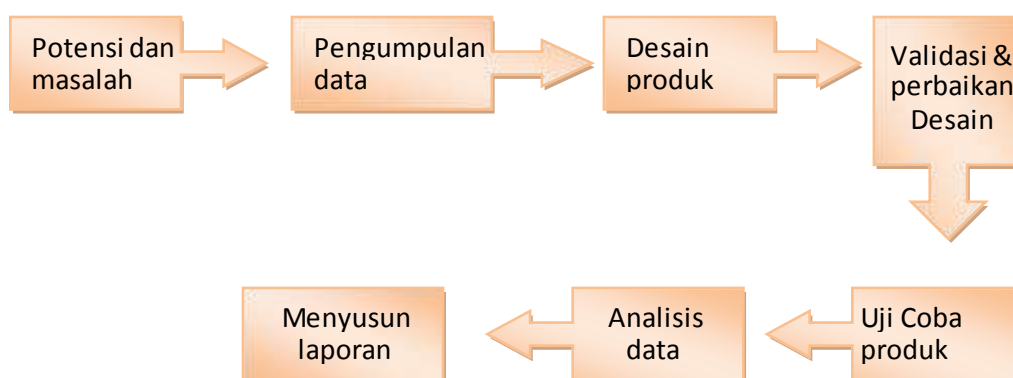 Potensi dan
masalah
Pengumpulan
data
Desain
produk
Validasi &
perbaikan
Desain
Uji Coba
produk
Analisis
data
Menyusun
laporan